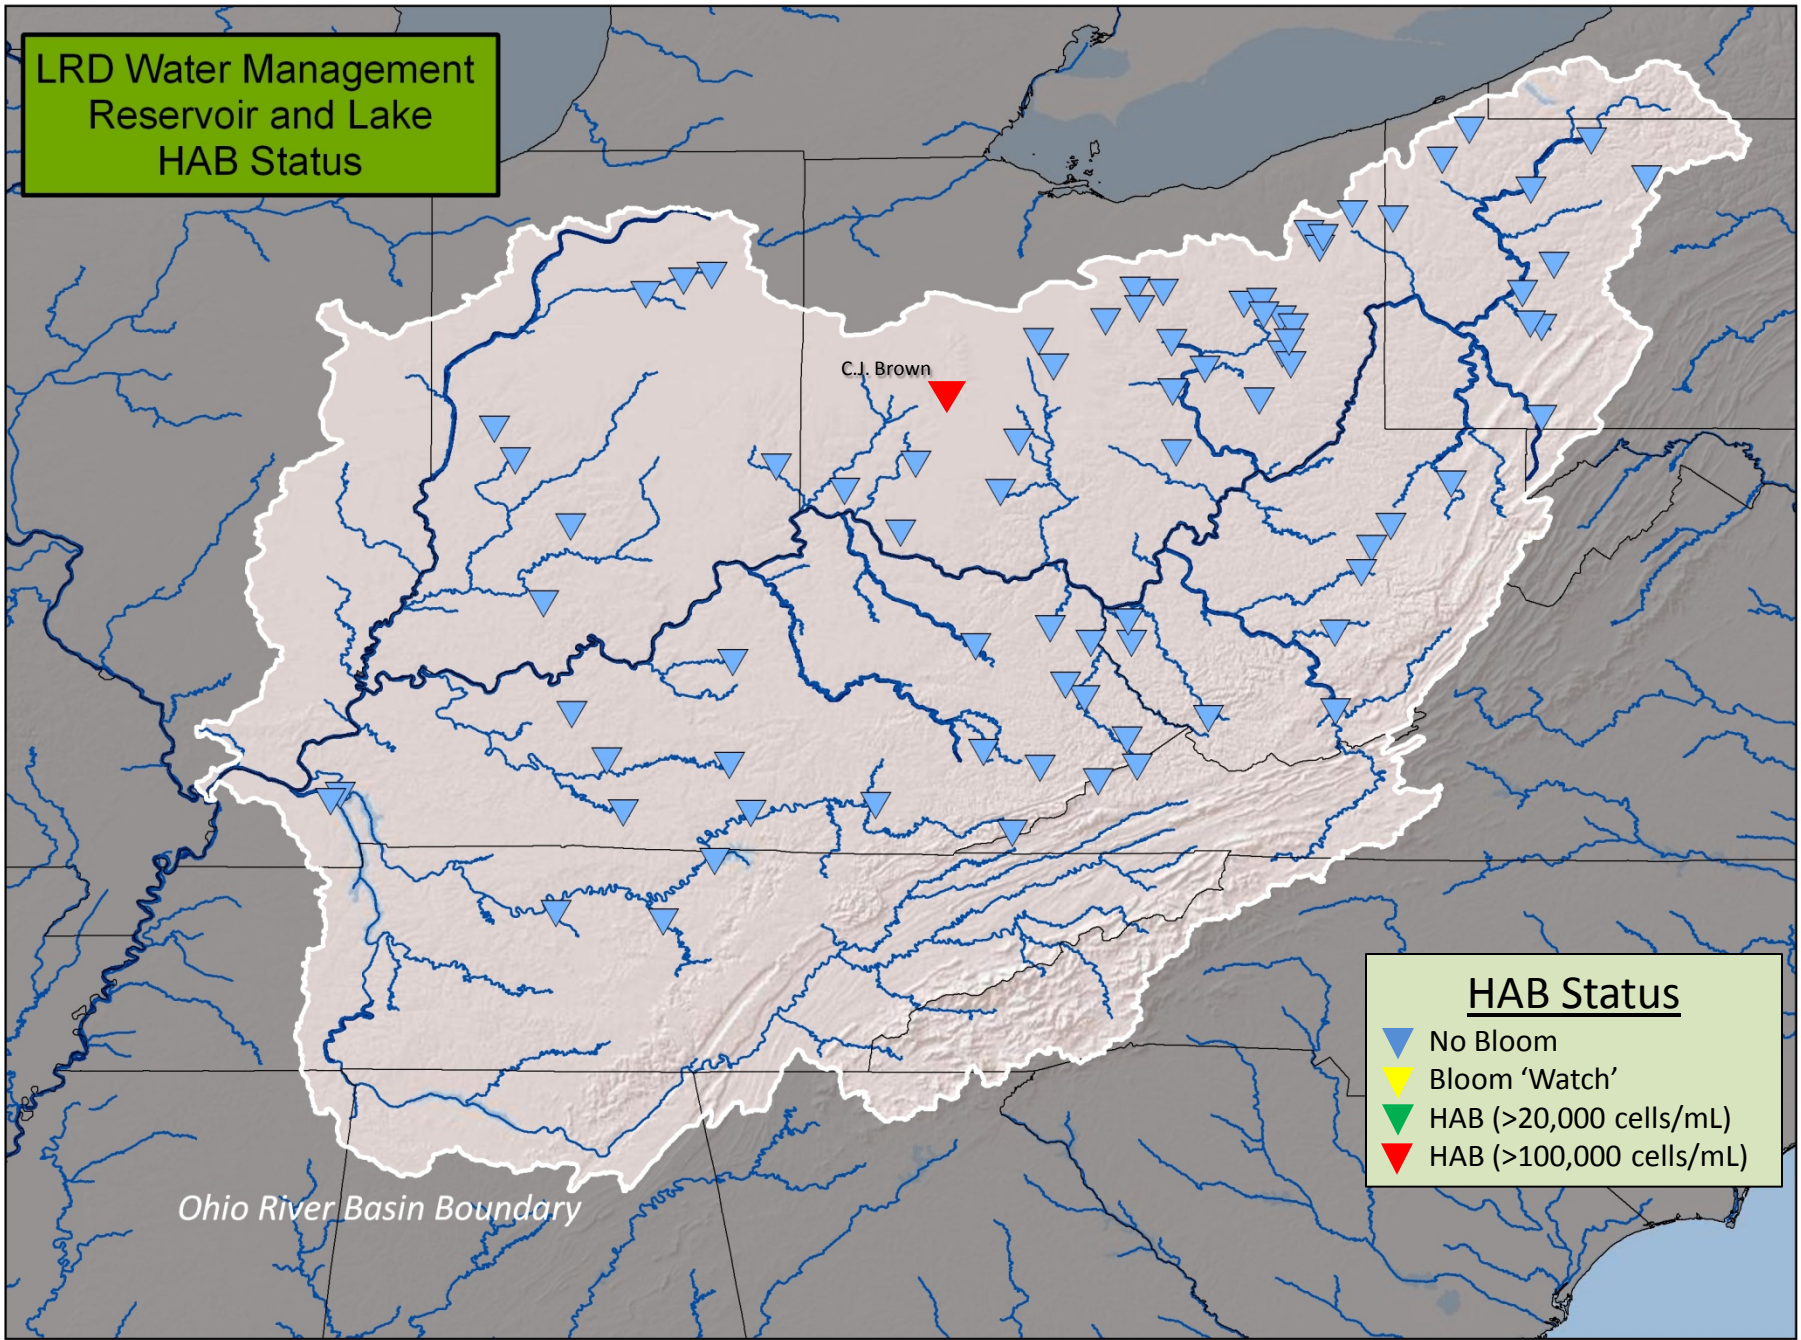 LRD Water Management
Reservoir and Lake
HAB Status
C.J. Brown
HAB Status
No Bloom
Bloom ‘Watch’
HAB (>20,000 cells/mL)
HAB (>100,000 cells/mL)
Ohio River Basin Boundary